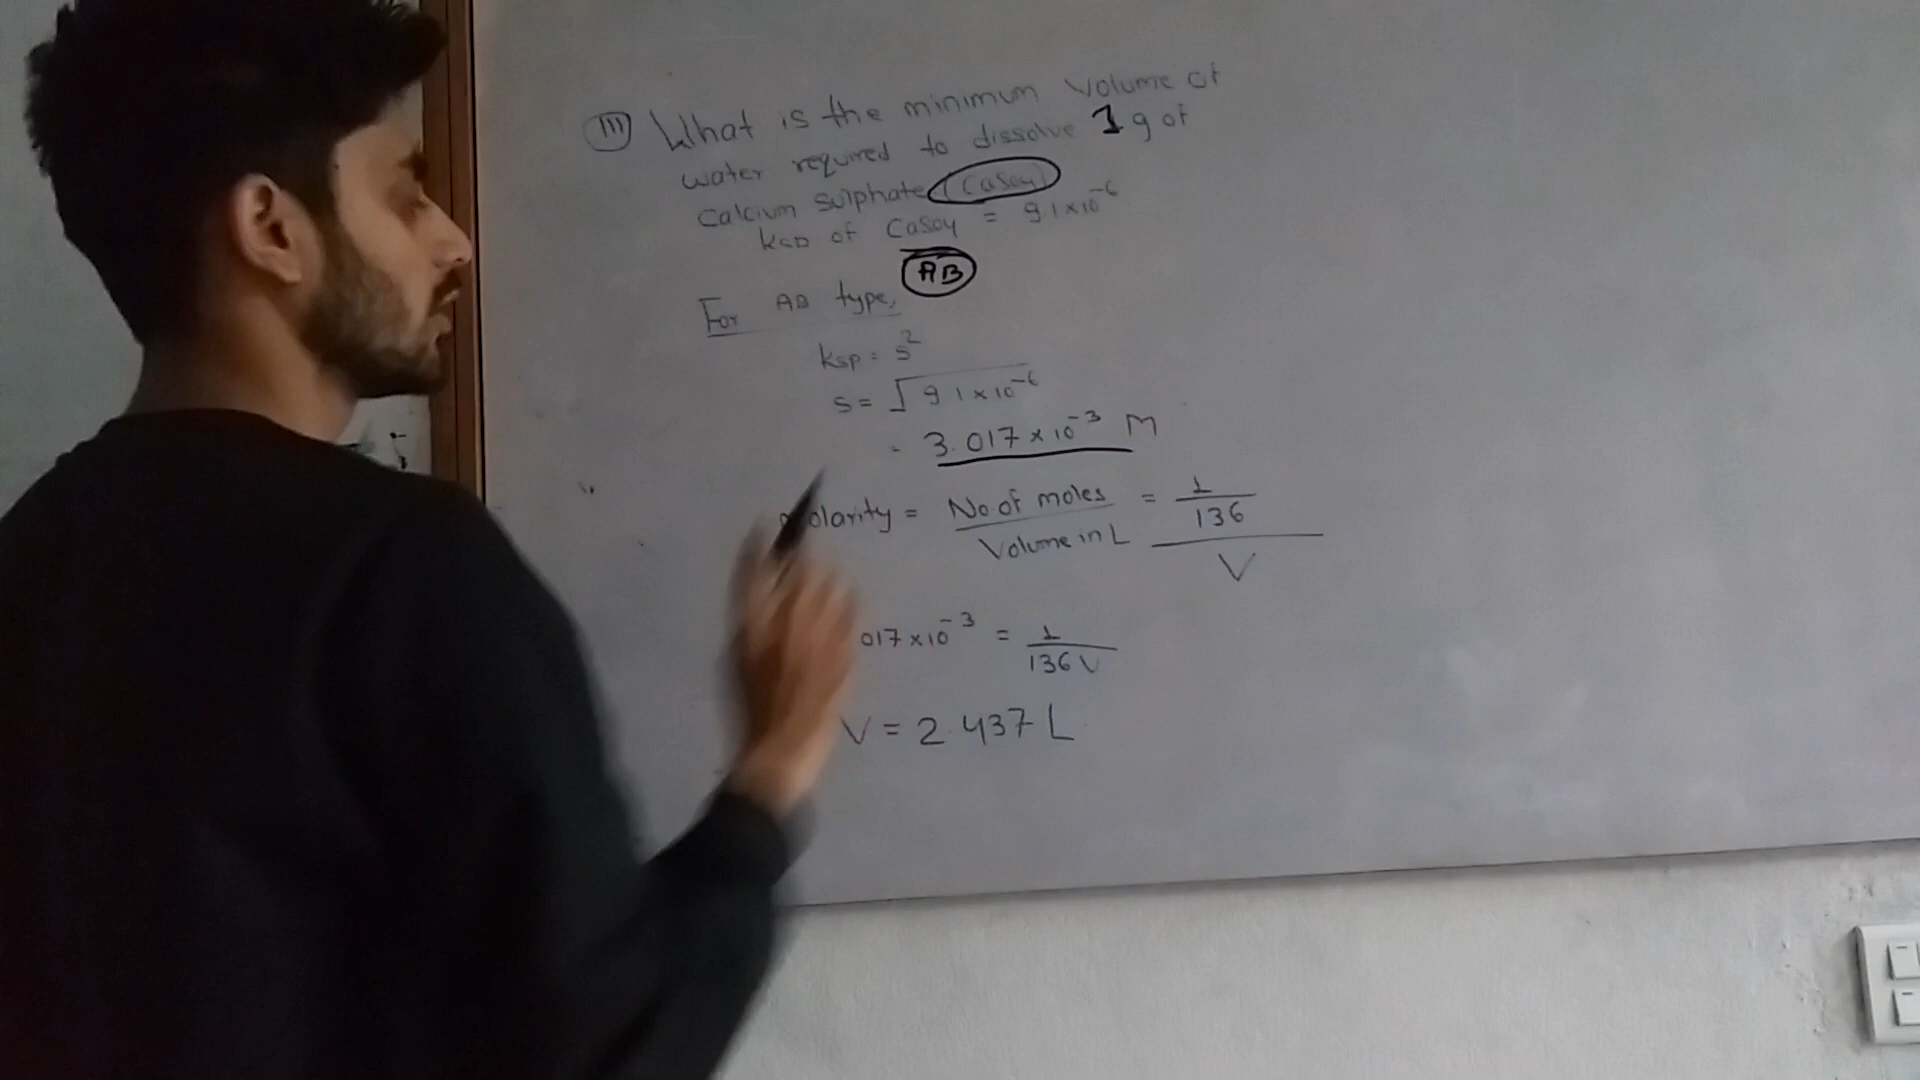 (III) What is the minimum volume of
water required to dissolve 1 g of
calcium sulphate (CaSO4)
ksp of CaSO4 = 9.1×10⁻⁶
AB
For AB type,
ksp = s²
s = √9.1×10⁻⁶
= 3.017×10⁻³ M
molarity = No of moles / Volume in L = 1/136 / V
017×10⁻³ = 1 / 136 V
V = 2.437 L